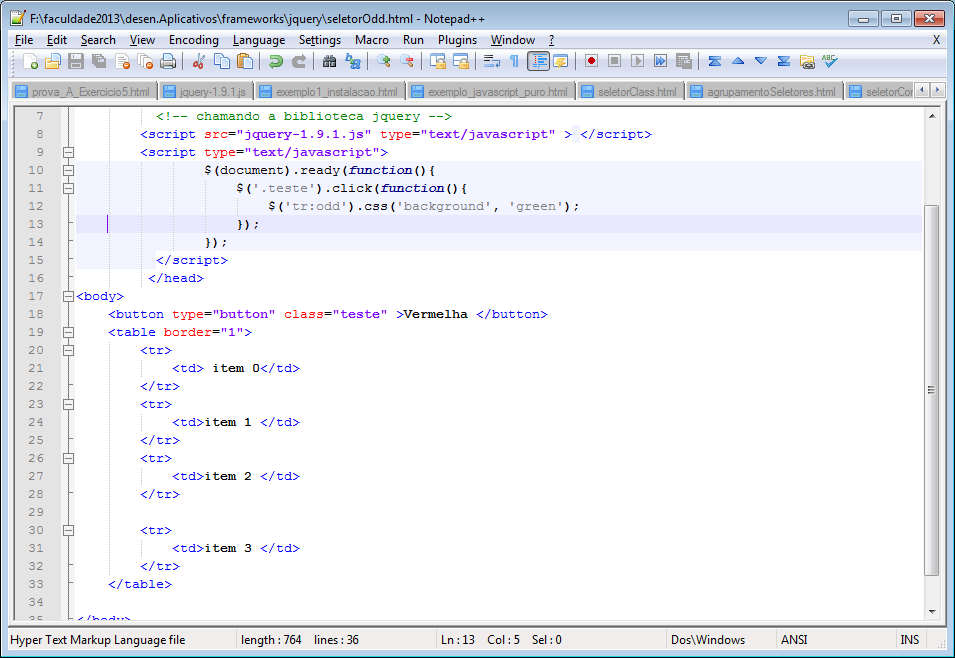 F:\faculdade2013\desen.Aplicativos\frameworks\jquery\seletorOdd.html - Notepad++
File Edit Search View Encoding Language Settings Macro Run Plugins Window ? X
prova_A_Exercicio5.html jquery-1.9.1.js exemplo1_instalacao.html exemplo_javascript_puro.html seletorClass.html agrupamentoSeletores.html seletorCor
7 <!-- chamando a biblioteca jquery -->
8 <script src="jquery-1.9.1.js" type="text/javascript" > </script>
9 <script type="text/javascript">
10 $(document).ready(function(){
11 $('.teste').click(function(){
12 $('tr:odd').css('background', 'green');
13 });
14 });
15 </script>
16 </head>
17 <body>
18 <button type="button" class="teste" >Vermelha </button>
19 <table border="1">
20 <tr>
21 <td> item 0</td>
22 </tr>
23 <tr>
24 <td>item 1 </td>
25 </tr>
26 <tr>
27 <td>item 2 </td>
28 </tr>
29
30 <tr>
31 <td>item 3 </td>
32 </tr>
33 </table>
34
35 </body>
Hyper Text Markup Language file length : 764 lines : 36 Ln : 13 Col : 5 Sel : 0 Dos\Windows ANSI INS